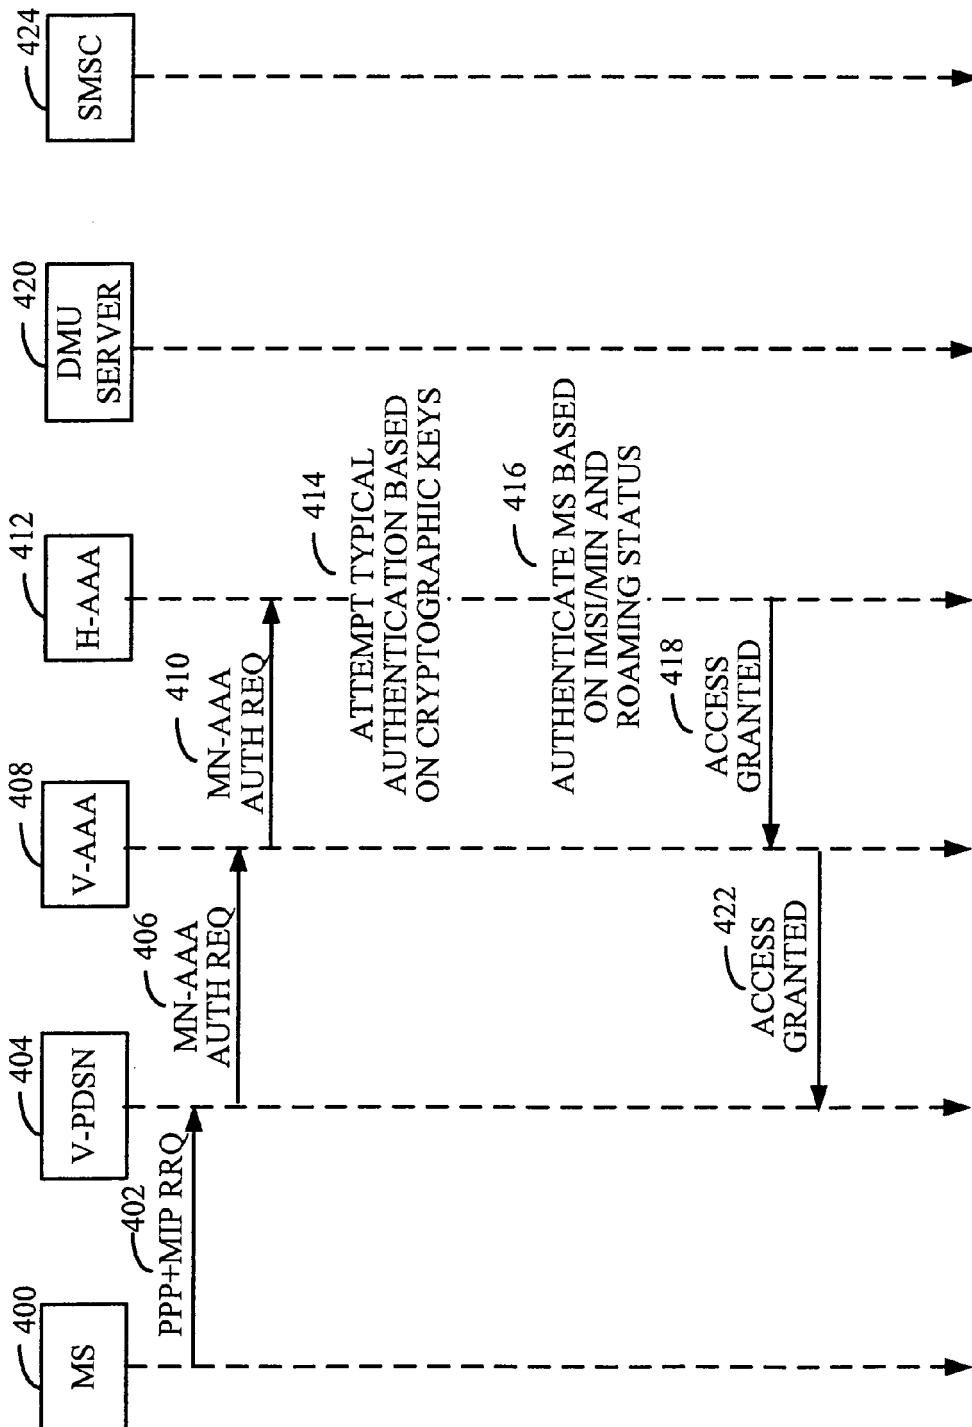 400
MS
404
V-PDSN
408
V-AAA
412
H-AAA
420
DMU
SERVER
424
SMSC
402
PPP+MIP RRQ
406
MN-AAA
AUTH REQ
410
MN-AAA
AUTH REQ
414
ATTEMPT TYPICAL
AUTHENTICATION BASED
ON CRYPTOGRAPHIC KEYS
416
AUTHENTICATE MS BASED
ON IMSI/MIN AND
ROAMING STATUS
418
ACCESS
GRANTED
422
ACCESS
GRANTED